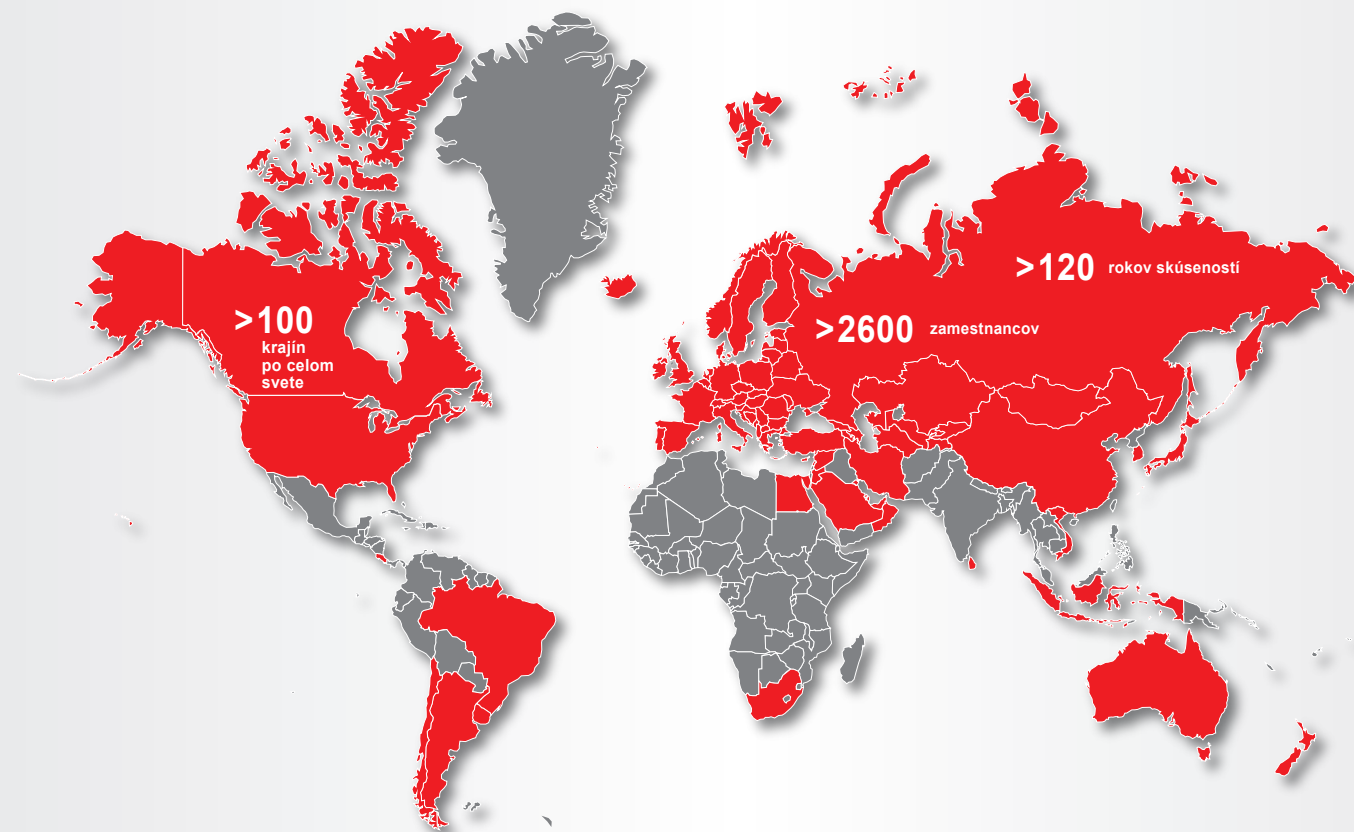 >120 rokov skúseností
>100
krajín
po celom
svete
>2600 zamestnancov